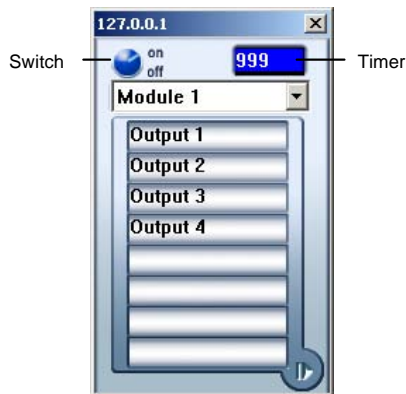 127.0.0.1
Switch
on
off
999
Timer
Module 1
Output 1
Output 2
Output 3
Output 4